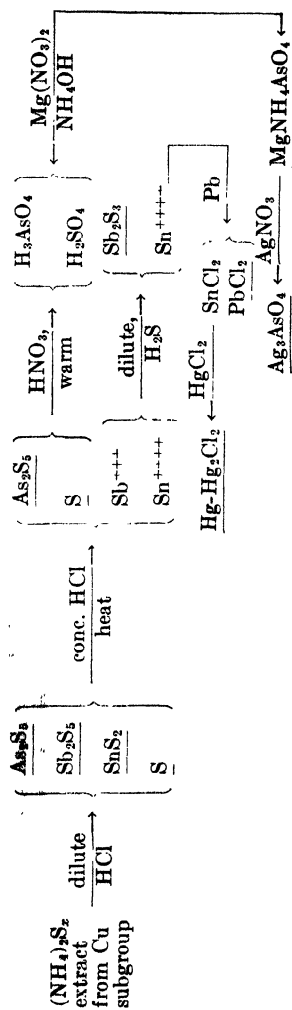 (NH₄)₂Sₓ
extract
from Cu
subgroup
dilute
HCl
As₂S₅
Sb₂S₅
SnS₂
S
conc. HCl
heat
As₂S₅
S
Sb⁺⁺⁺
Sn⁺⁺⁺⁺
HNO₃,
warm
H₃AsO₄
H₂SO₄
Mg(NO₃)₂
NH₄OH
dilute,
H₂S
Sb₂S₃
Sn⁺⁺⁺⁺
Pb
SnCl₂
PbCl₂
HgCl₂
Hg-Hg₂Cl₂
MgNH₄AsO₄
AgNO₃
Ag₃AsO₄